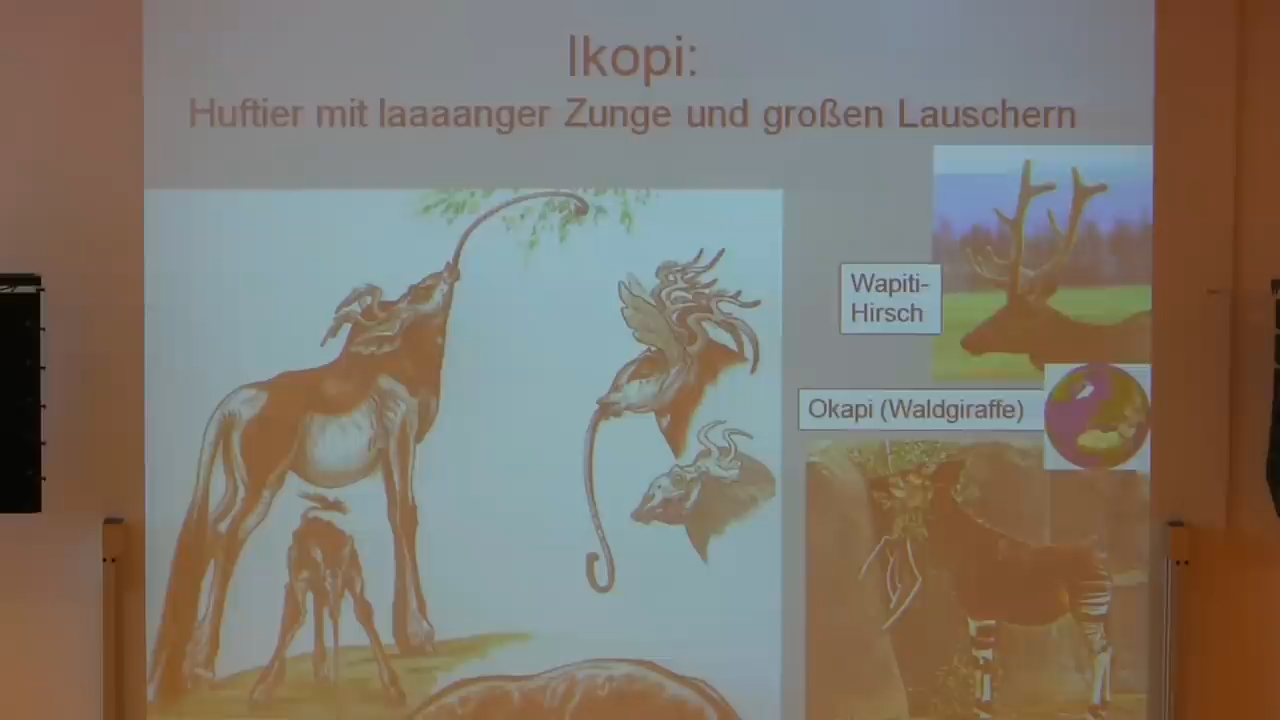 Ikopi:
Huftier mit laaaanger Zunge und großen Lauschern
Wapiti-
Hirsch
Okapi (Waldgiraffe)